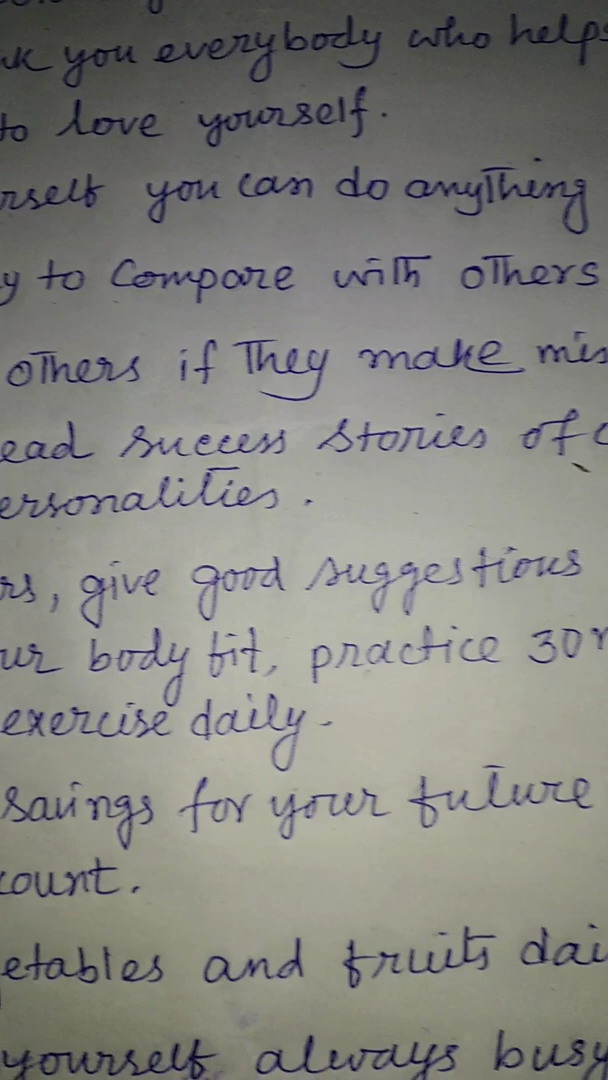 k you everybody who helps
to love yourself.
rself you can do anything
y to Compare with others
others if they make mis
ead success stories of
ersonalities.
rs, give good suggestions
ur body fit, practice 30
exercise daily.
savings for your future
count.
etables and fruits dai
yourself always busy